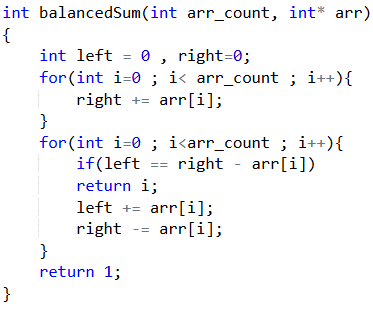 int balancedSum(int arr_count, int* arr)
{
    int left = 0 , right=0;
    for(int i=0 ; i< arr_count ; i++){
        right += arr[i];
    }
    for(int i=0 ; i<arr_count ; i++){
        if(left == right - arr[i])
        return i;
        left += arr[i];
        right -= arr[i];
    }
    return 1;
}